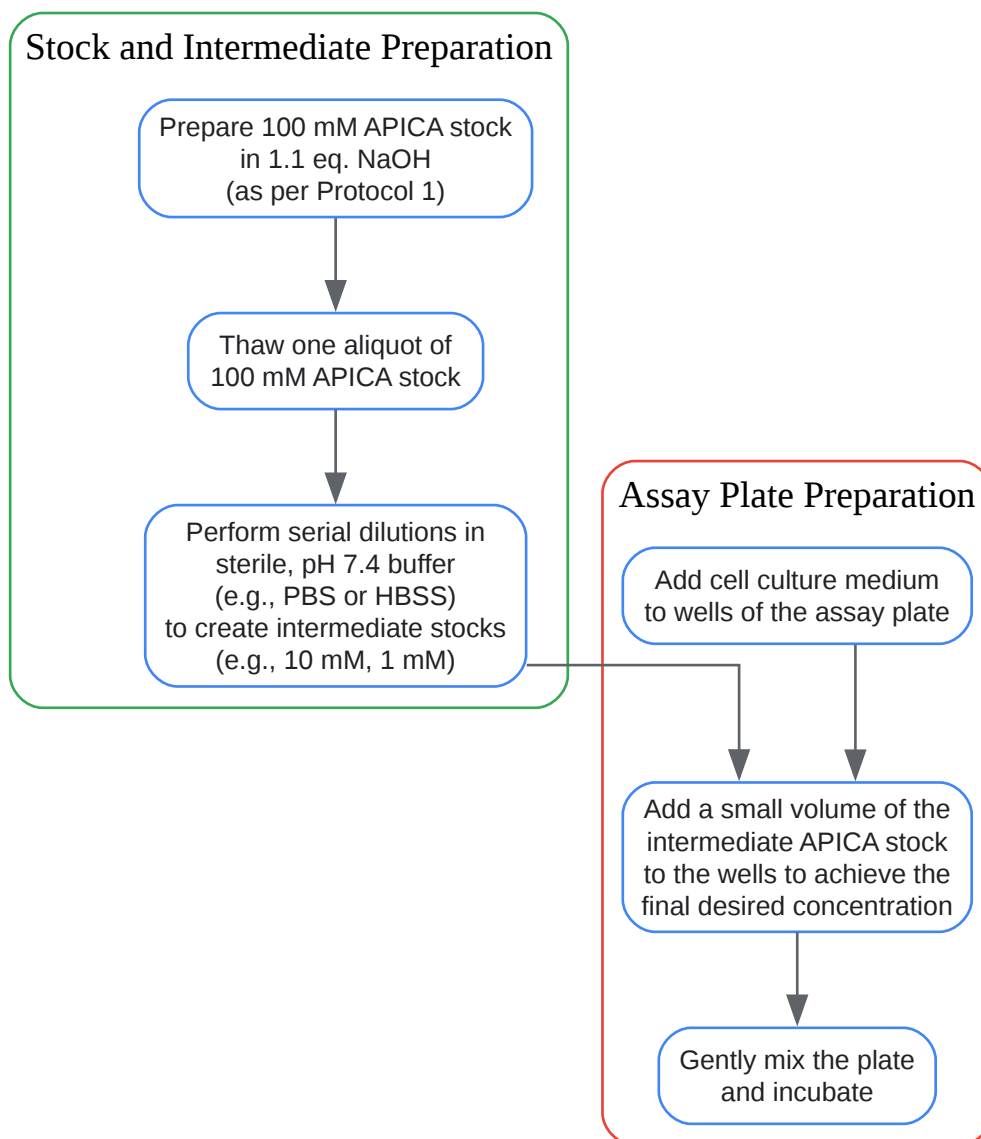 Stock and Intermediate Preparation
Prepare 100 mM APICA stock
in 1.1 eq. NaOH
(as per Protocol 1)
Thaw one aliquot of
100 mM APICA stock
Perform serial dilutions in
sterile, pH 7.4 buffer
(e.g., PBS or HBSS)
to create intermediate stocks
(e.g., 10 mM, 1 mM)
Assay Plate Preparation
Add cell culture medium
to wells of the assay plate
Add a small volume of the
intermediate APICA stock
to the wells to achieve the
final desired concentration
Gently mix the plate
and incubate